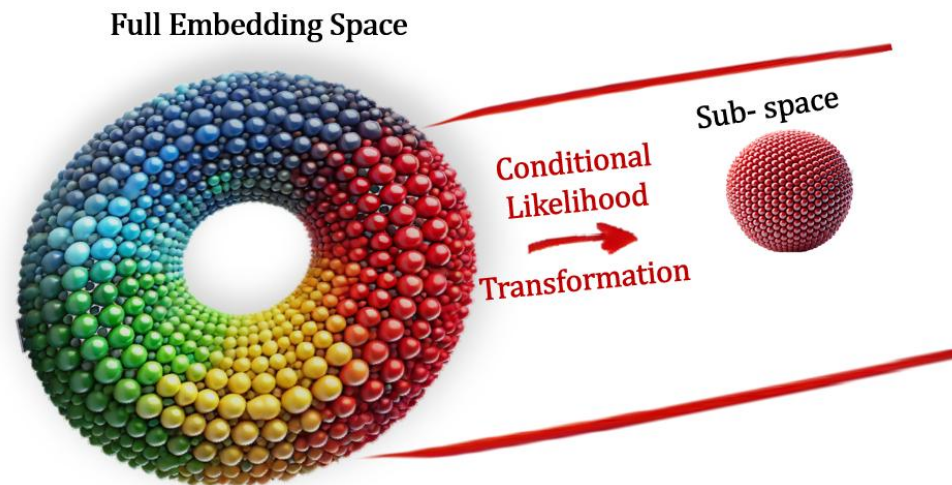 Full Embedding Space
Sub- space
Conditional
Likelihood
Transformation